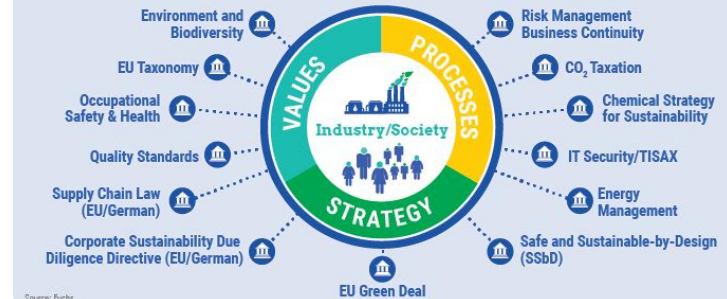 Environment and
Biodiversity
EU Taxonomy
Occupational
Safety & Health
Quality Standards
Supply Chain Law
(EU/German)
Corporate Sustainability Due
Diligence Directive (EU/German)
VALUES
PROCESSES
STRATEGY
Industry/Society
EU Green Deal
Risk Management
Business Continuity
CO₂ Taxation
Chemical Strategy
for Sustainability
IT Security/TISAX
Energy
Management
Safe and Sustainable-by-Design
(SSbD)
Source: Fuchs